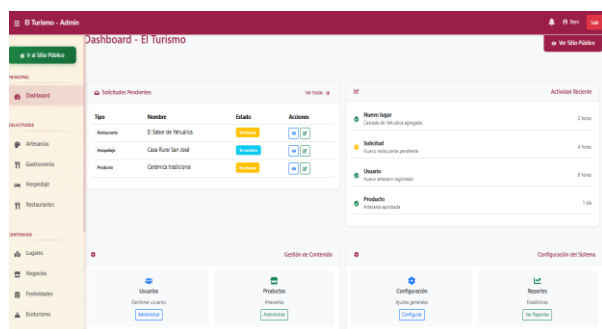 El Turismo - Admin
Beni
Salir
Ir al Sitio Público
Dashboard - El Turismo
Ver Sitio Público
PRINCIPAL
Dashboard
SOLICITUDES
Artesanías
Gastronomía
Hospedaje
Restaurantes
CONTENIDO
Lugares
Negocios
Festividades
Ecoturismo
Solicitudes Pendientes
Ver todas →
Tipo Nombre Estado Acciones
Restaurante El Sabor de Yahualica Pendiente
Hospedaje Casa Rural San José En revisión
Producto Cerámica tradicional Pendiente
Actividad Reciente
Nuevo lugar
Cascada de Yahualica agregada
2 horas
Solicitud
Nuevo restaurante pendiente
4 horas
Usuario
Nuevo artesano registrado
6 horas
Producto
Artesanía aprobada
1 día
Gestión de Contenido
Usuarios
Gestionar usuarios
Administrar
Productos
Artesanías
Administrar
Configuración del Sistema
Configuración
Ajustes generales
Configurar
Reportes
Estadísticas
Ver Reportes